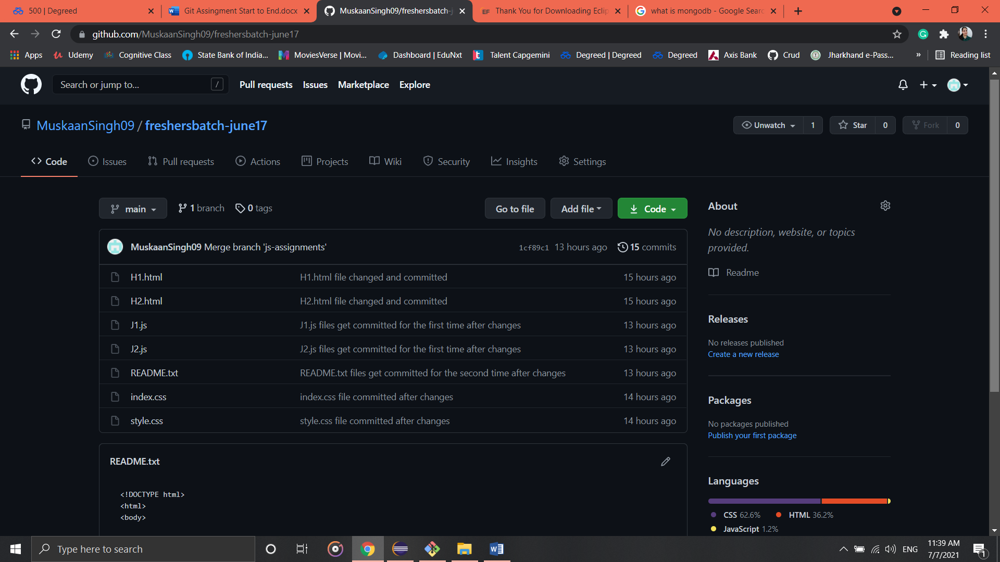 500 | Degreed
Git Assingment Start to End.docx
MuskaanSingh09/freshersbatch-j
EF Thank You for Downloading Eclip
what is mongodb - Google Searc
github.com/MuskaanSingh09/freshersbatch-june17
Apps Udemy Cognitive Class State Bank of India... MoviesVerse | Movi... Dashboard | EduNxt Talent Capgemini Degreed | Degreed Degreed Axis Bank Crud Jharkhand e-Pass... » Reading list
Search or jump to... / Pull requests Issues Marketplace Explore
MuskaanSingh09 / freshersbatch-june17
Unwatch 1 Star 0 Fork 0
Code Issues Pull requests Actions Projects Wiki Security Insights Settings
main 1 branch 0 tags Go to file Add file Code
MuskaanSingh09 Merge branch 'js-assignments' 1cf89c1 13 hours ago 15 commits
H1.html H1.html file changed and committed 15 hours ago
H2.html H2.html file changed and committed 15 hours ago
J1.js J1.js files get committed for the first time after changes 13 hours ago
J2.js J2.js files get committed for the first time after changes 13 hours ago
README.txt README.txt files get committed for the second time after changes 13 hours ago
index.css index.css file committed after changes 14 hours ago
style.css style.css file committed after changes 14 hours ago
README.txt
<!DOCTYPE html>
<html>
<body>
About
No description, website, or topics
provided.
Readme
Releases
No releases published
Create a new release
Packages
No packages published
Publish your first package
Languages
CSS 62.6% HTML 36.2%
JavaScript 1.2%
Type here to search
ENG
11:39 AM
7/7/2021
1